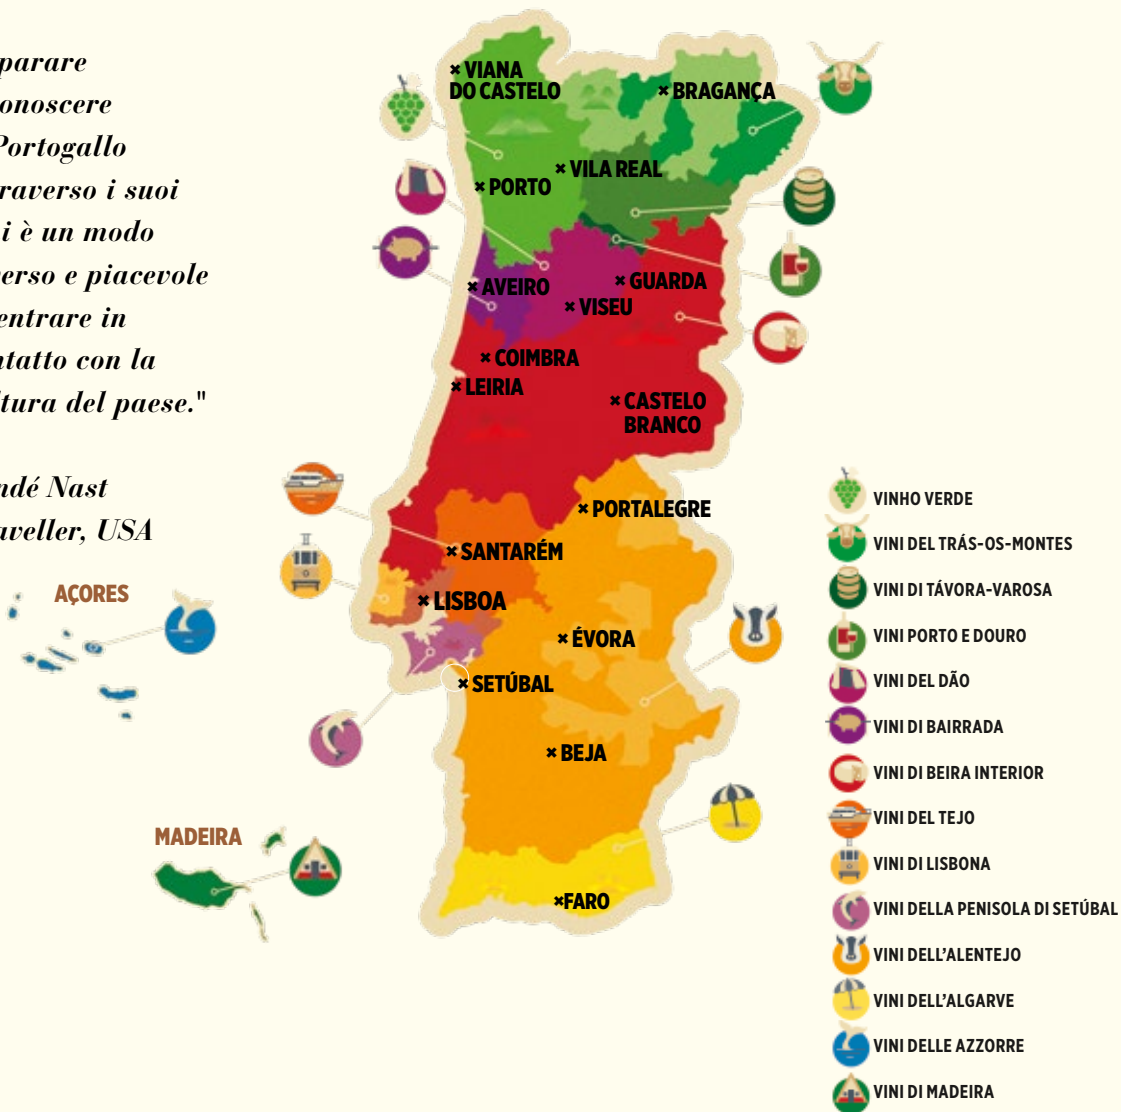 parare
onoscere
Portogallo
raverso i suoi
i è un modo
erso e piacevole
entrare in
ntatto con la
ltura del paese."
ndé Nast
aveller, USA
VIANA
DO CASTELO
BRAGANÇA
VILA REAL
PORTO
AVEIRO
GUARDA
VISEU
COIMBRA
LEIRIA
CASTELO
BRANCO
PORTALEGRE
SANTARÉM
LISBOA
ÉVORA
SETÚBAL
BEJA
FARO
AÇORES
MADEIRA
VINHO VERDE
VINI DEL TRÁS-OS-MONTES
VINI DI TÁVORA-VAROSA
VINI PORTO E DOURO
VINI DEL DÃO
VINI DI BAIRRADA
VINI DI BEIRA INTERIOR
VINI DEL TEJO
VINI DI LISBONA
VINI DELLA PENISOLA DI SETÚBAL
VINI DELL'ALENTEJO
VINI DELL'ALGARVE
VINI DELLE AZZORRE
VINI DI MADEIRA